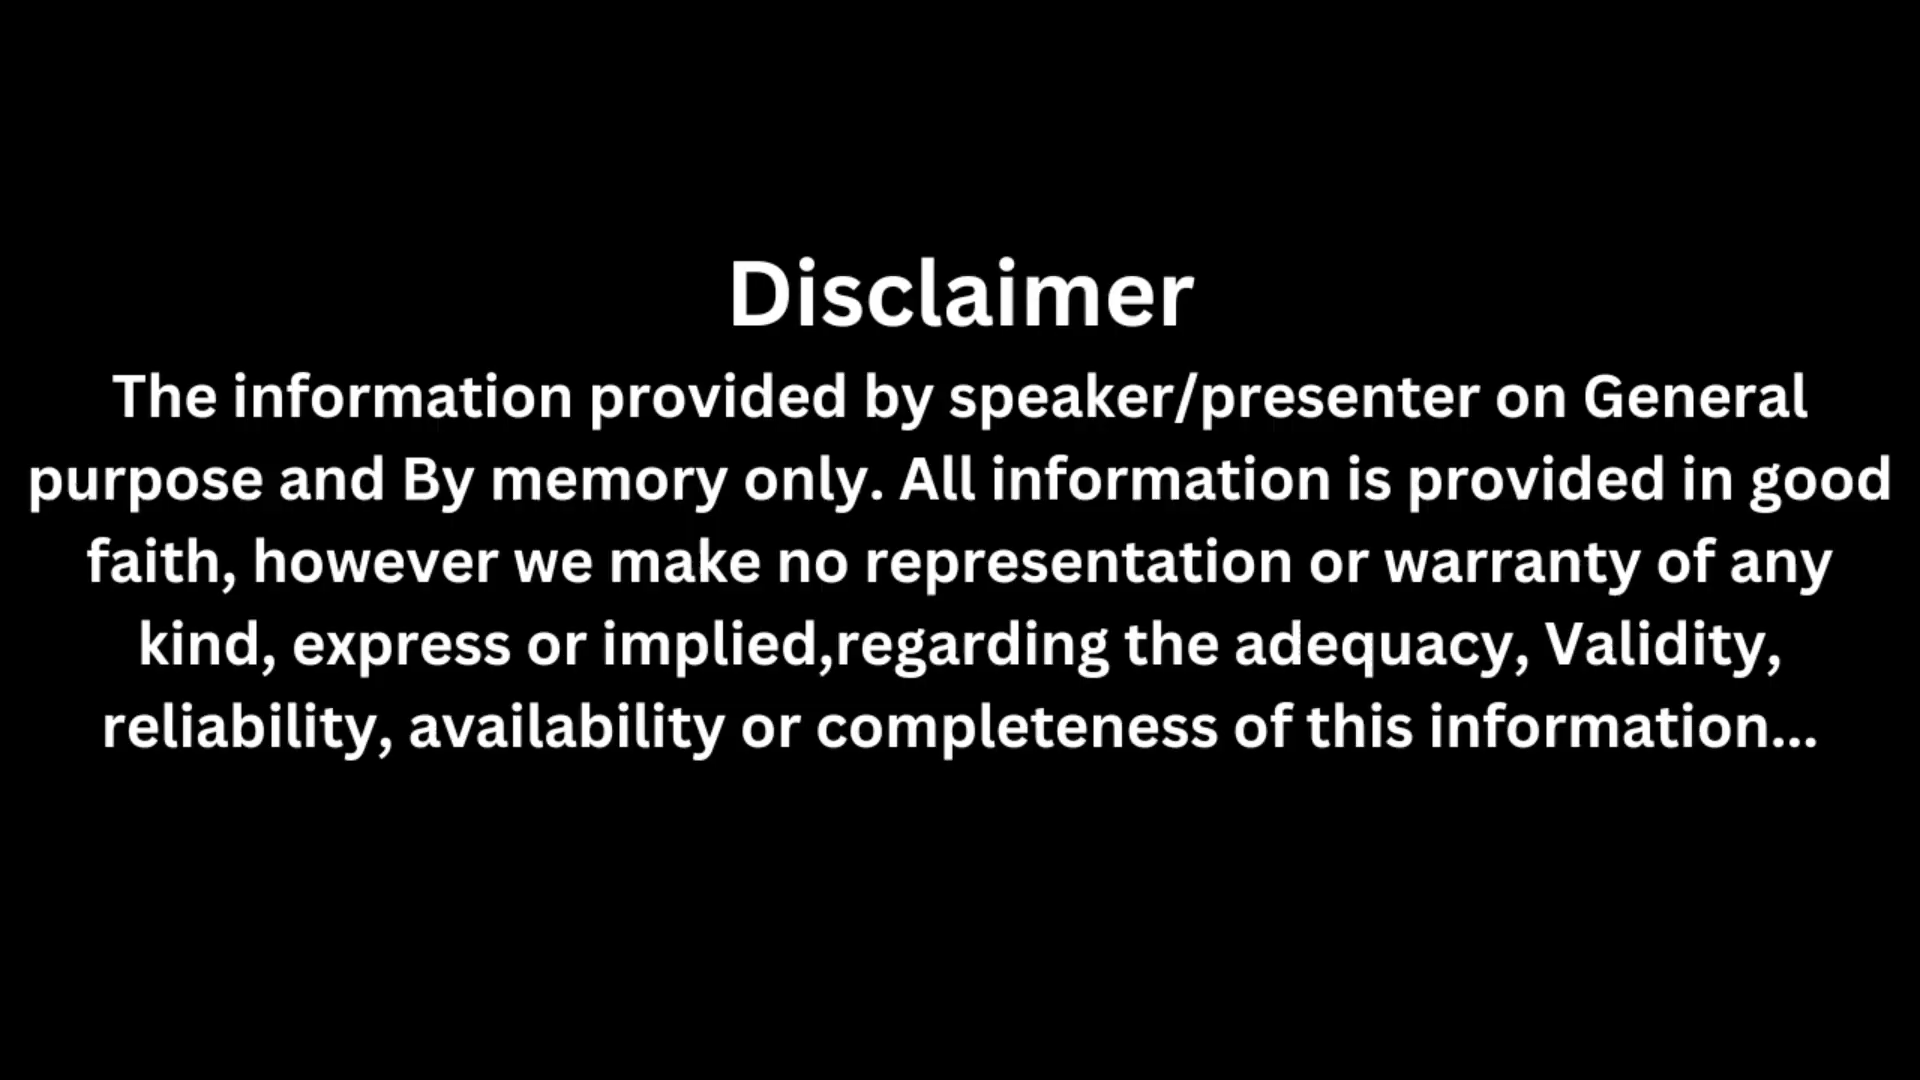 Disclaimer
The information provided by speaker/presenter on General
purpose and By memory only. All information is provided in good
faith, however we make no representation or warranty of any
kind, express or implied,regarding the adequacy, Validity,
reliability, availability or completeness of this information...